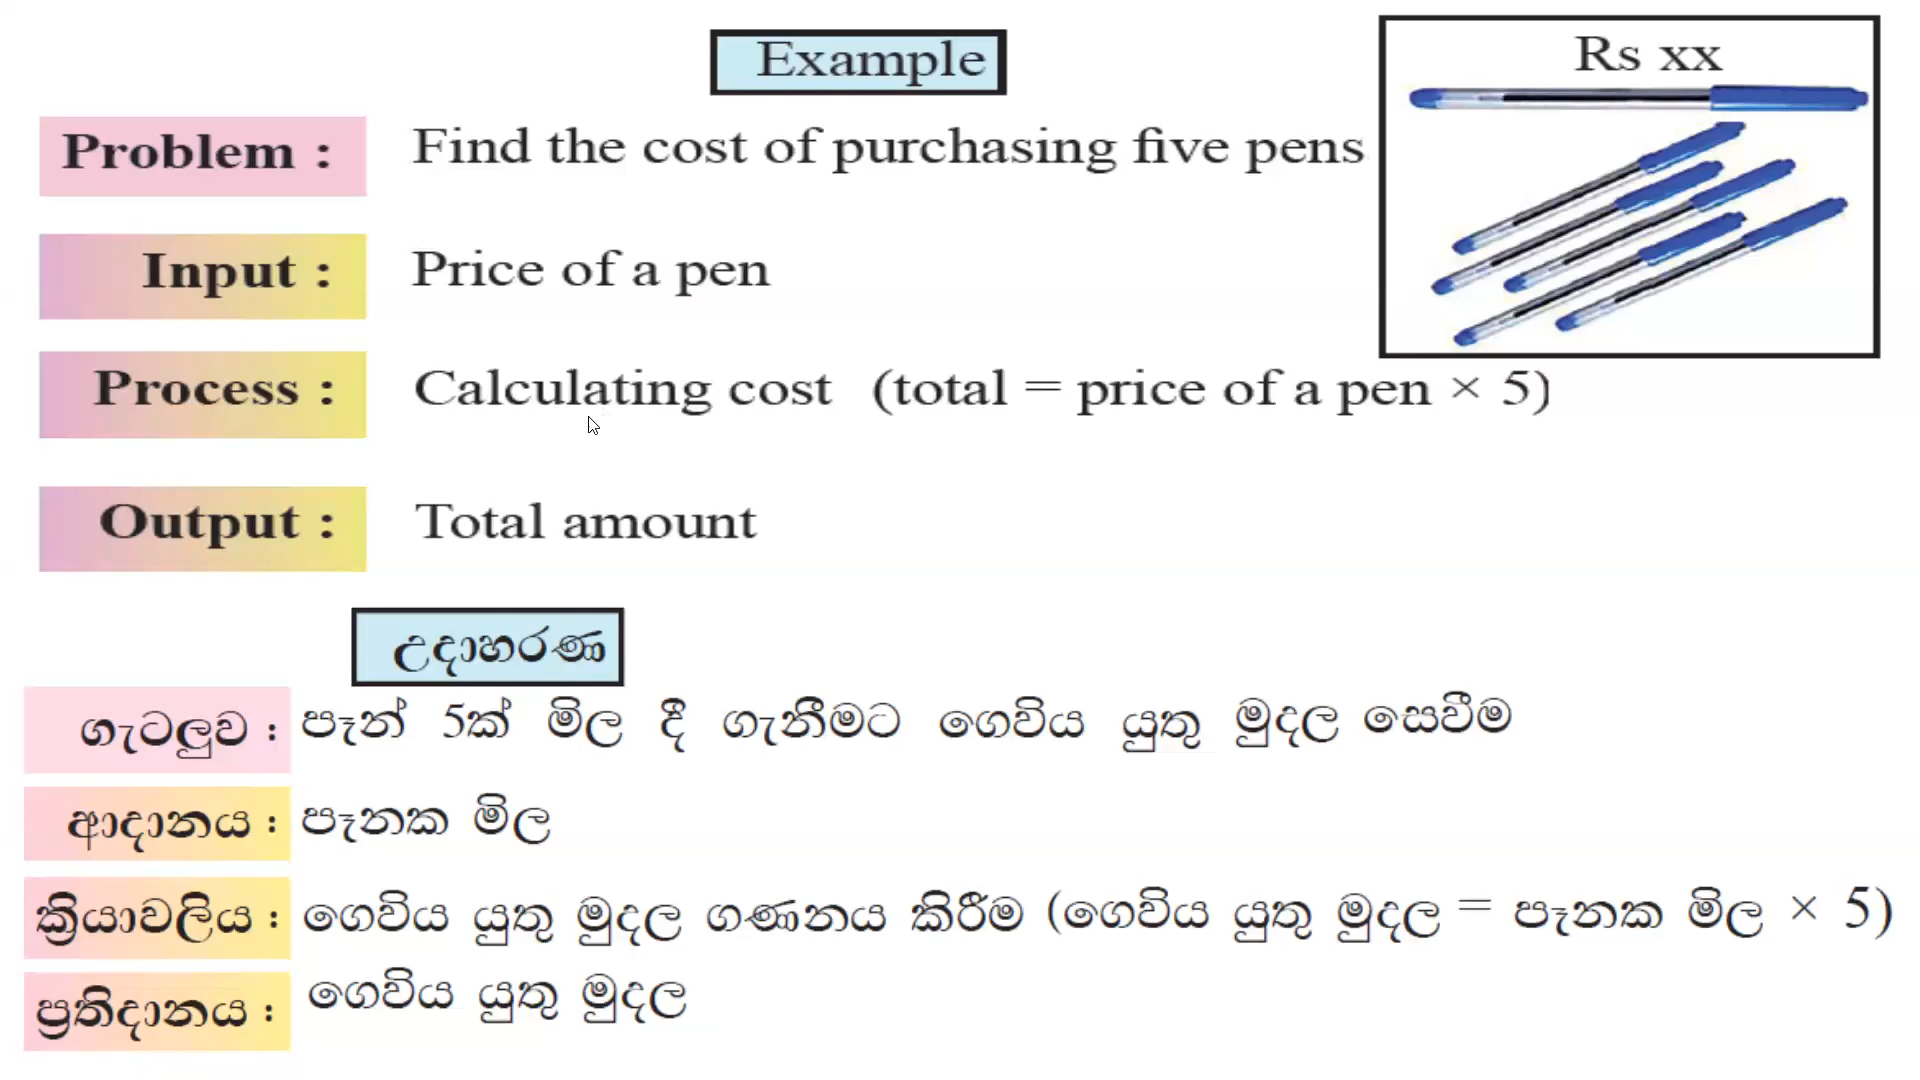 Example
Rs xx
Problem : Find the cost of purchasing five pens
Input : Price of a pen
Process : Calculating cost (total = price of a pen × 5)
Output : Total amount
උදාහරණ
ගැටලුව : පෑන් 5ක් මිල දී ගැනීමට ගෙවිය යුතු මුදල සෙවීම
ආදානය : පෑනක මිල
ක්‍රියාවලිය : ගෙවිය යුතු මුදල ගණනය කිරීම (ගෙවිය යුතු මුදල = පෑනක මිල × 5)
ප්‍රතිදානය : ගෙවිය යුතු මුදල